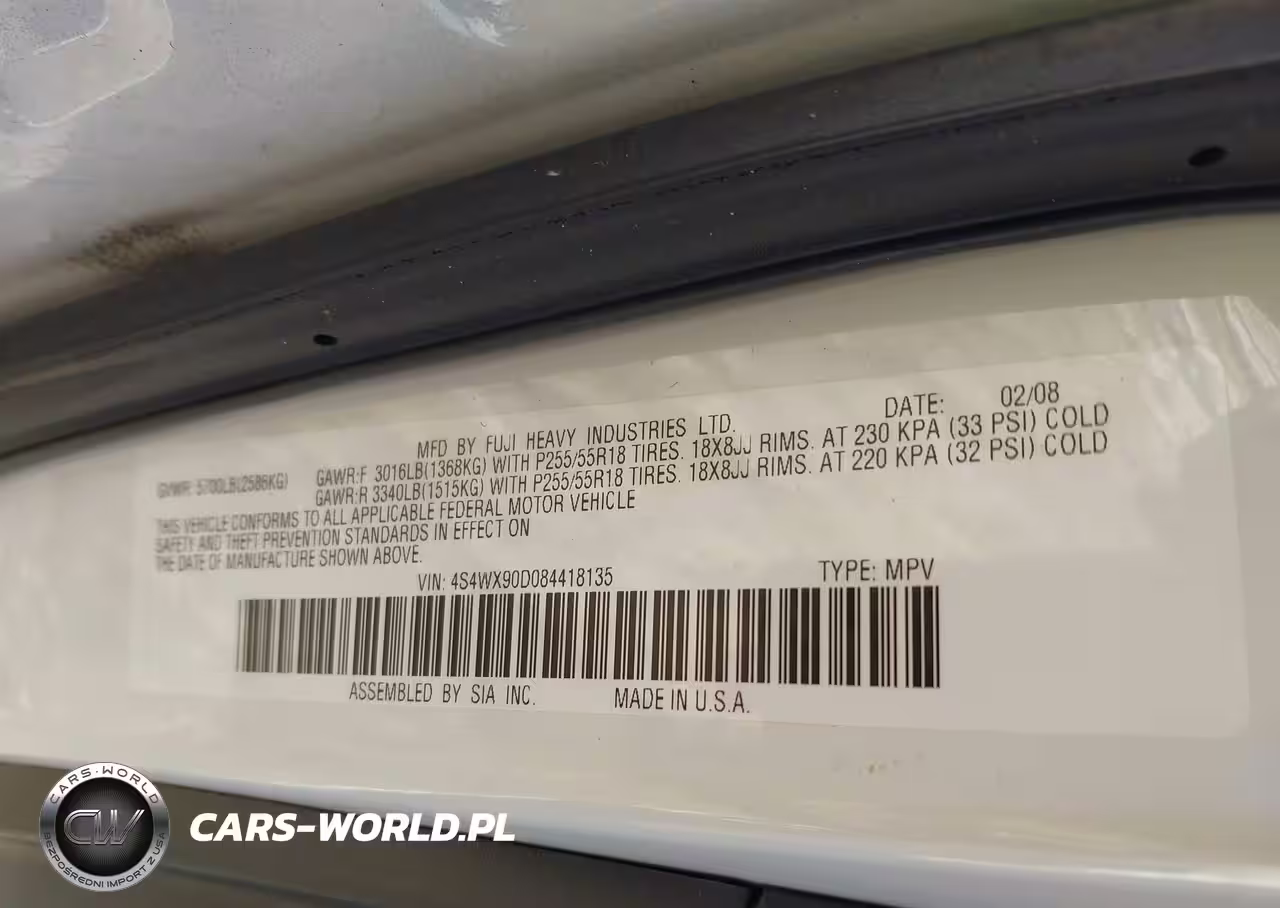 DATE: 02/08
MFD BY FUJI HEAVY INDUSTRIES LTD.
GVWR: 5700LB(2586KG) GAWR:F 3016LB(1368KG) WITH P255/55R18 TIRES. 18X8JJ RIMS. AT 230 KPA (33 PSI) COLD
GAWR:R 3340LB(1515KG) WITH P255/55R18 TIRES. 18X8JJ RIMS. AT 220 KPA (32 PSI) COLD
THIS VEHICLE CONFORMS TO ALL APPLICABLE FEDERAL MOTOR VEHICLE
SAFETY AND THEFT PREVENTION STANDARDS IN EFFECT ON
THE DATE OF MANUFACTURE SHOWN ABOVE.
VIN: 4S4WX90D084418135 TYPE: MPV
ASSEMBLED BY SIA INC. MADE IN U.S.A.
CARS-WORLD
CW
BEZPOŚREDNI IMPORT Z USA
CARS-WORLD.PL